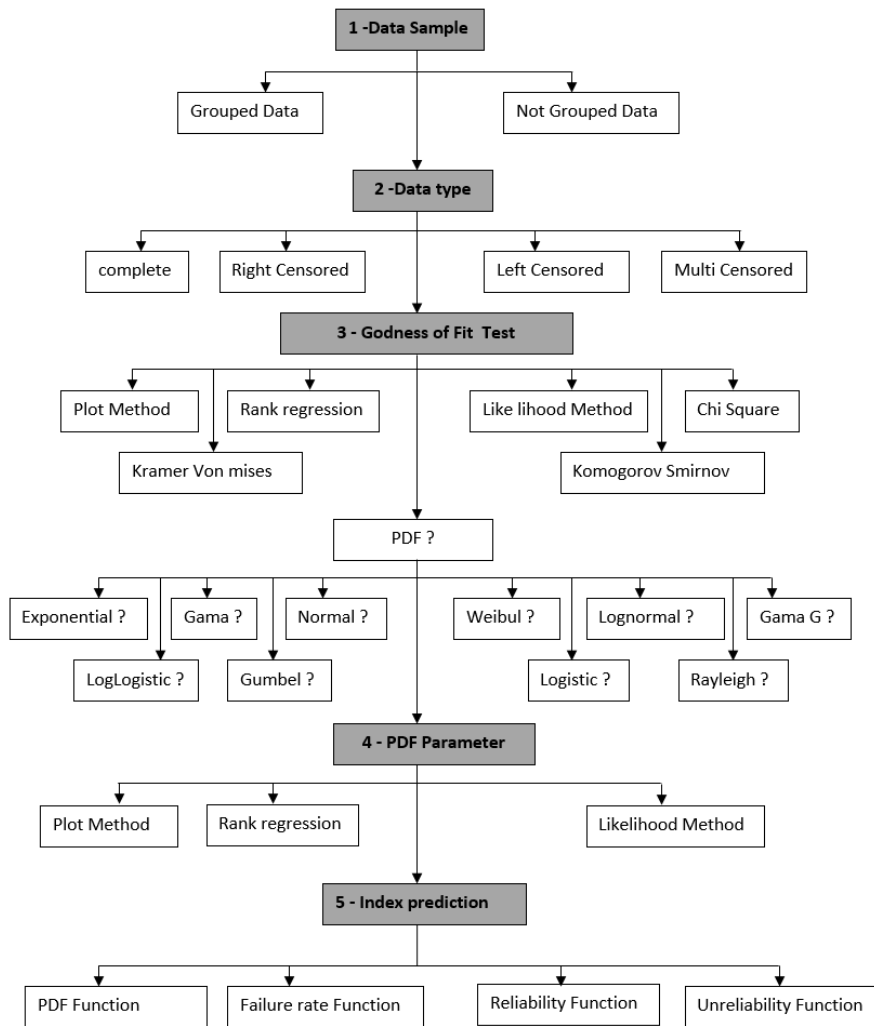 1 -Data Sample
Grouped Data
Not Grouped Data
2 -Data type
complete
Right Censored
Left Censored
Multi Censored
3 - Godness of Fit Test
Plot Method
Rank regression
Like lihood Method
Chi Square
Kramer Von mises
Komogorov Smirnov
PDF ?
Exponential ?
Gama ?
Normal ?
Weibul ?
Lognormal ?
Gama G ?
LogLogistic ?
Gumbel ?
Logistic ?
Rayleigh ?
4 - PDF Parameter
Plot Method
Rank regression
Likelihood Method
5 - Index prediction
PDF Function
Failure rate Function
Reliability Function
Unreliability Function